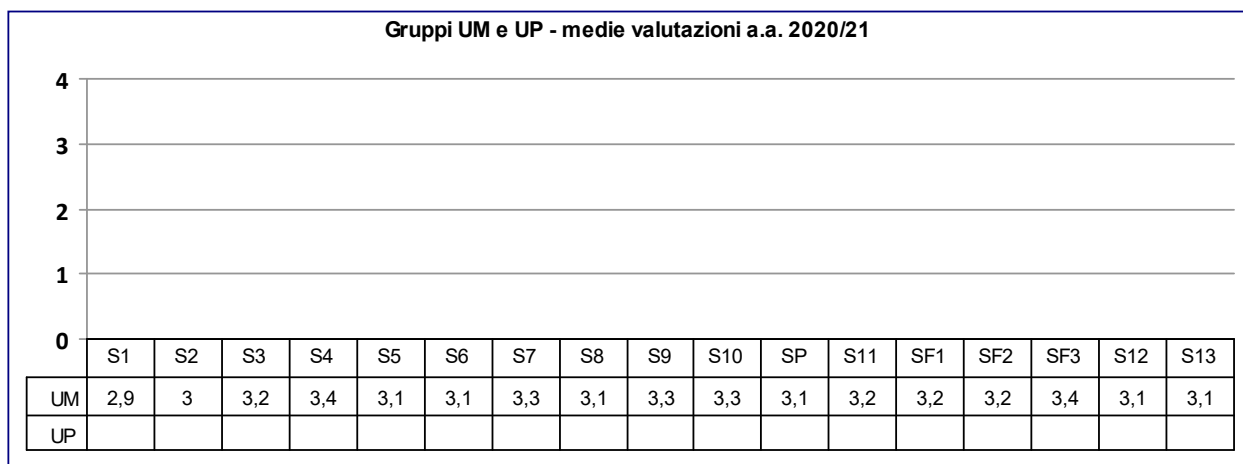 Gruppi UM e UP - medie valutazioni a.a. 2020/21
4
3
2
1
0
S1 S2 S3 S4 S5 S6 S7 S8 S9 S10 SP S11 SF1 SF2 SF3 S12 S13
UM 2,9 3 3,2 3,4 3,1 3,1 3,3 3,1 3,3 3,3 3,1 3,2 3,2 3,2 3,4 3,1 3,1
UP